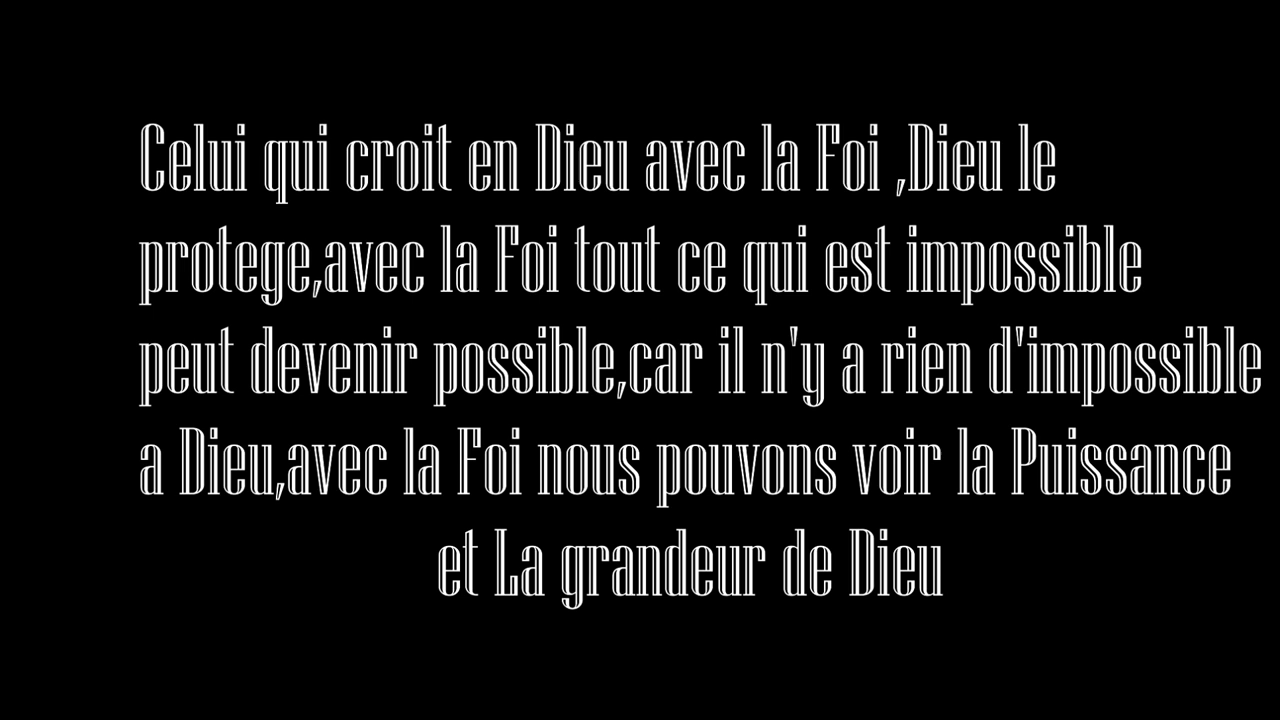 Celui qui croit en Dieu avec la Foi ,Dieu le
protege,avec la Foi tout ce qui est impossible
peut devenir possible,car il n'y a rien d'impossible
a Dieu,avec la Foi nous pouvons voir la Puissance
et La grandeur de Dieu